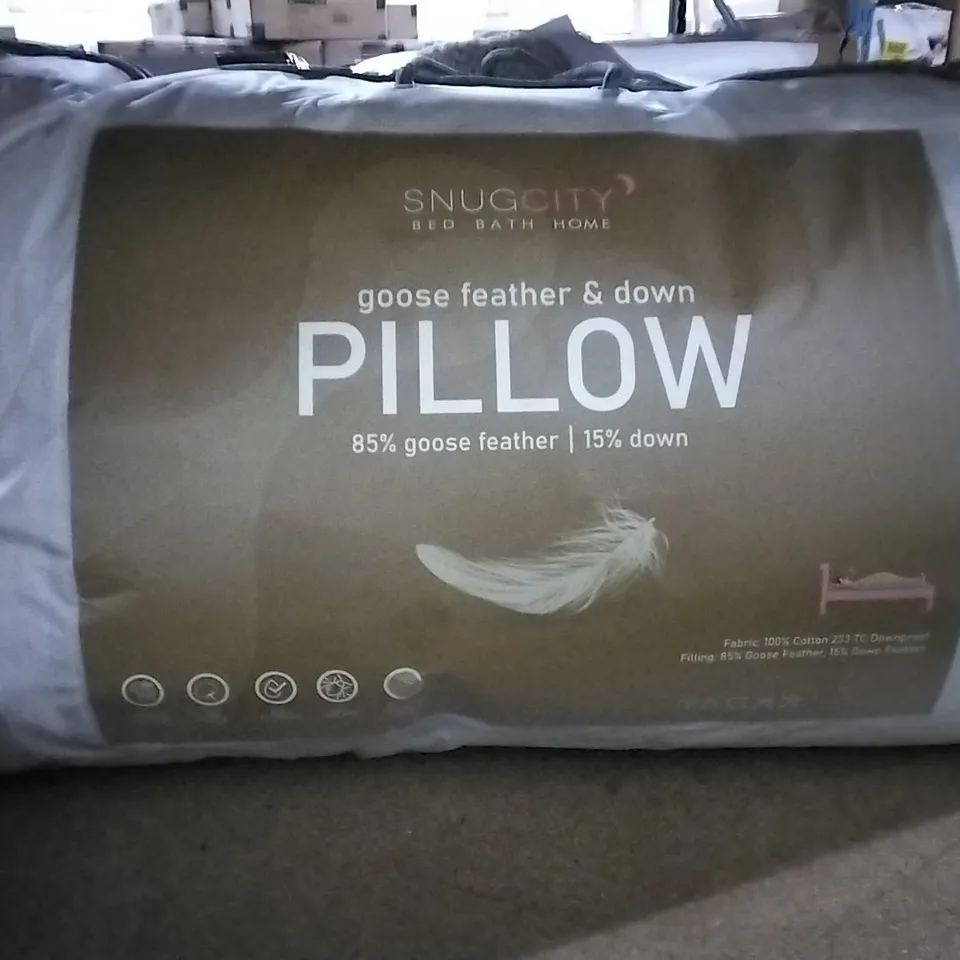 SNUGCITY
BED BATH HOME
goose feather & down
PILLOW
85% goose feather | 15% down
Fabric: 100% Cotton 233 TC Downproof
Filling: 85% Goose Feather, 15% Down